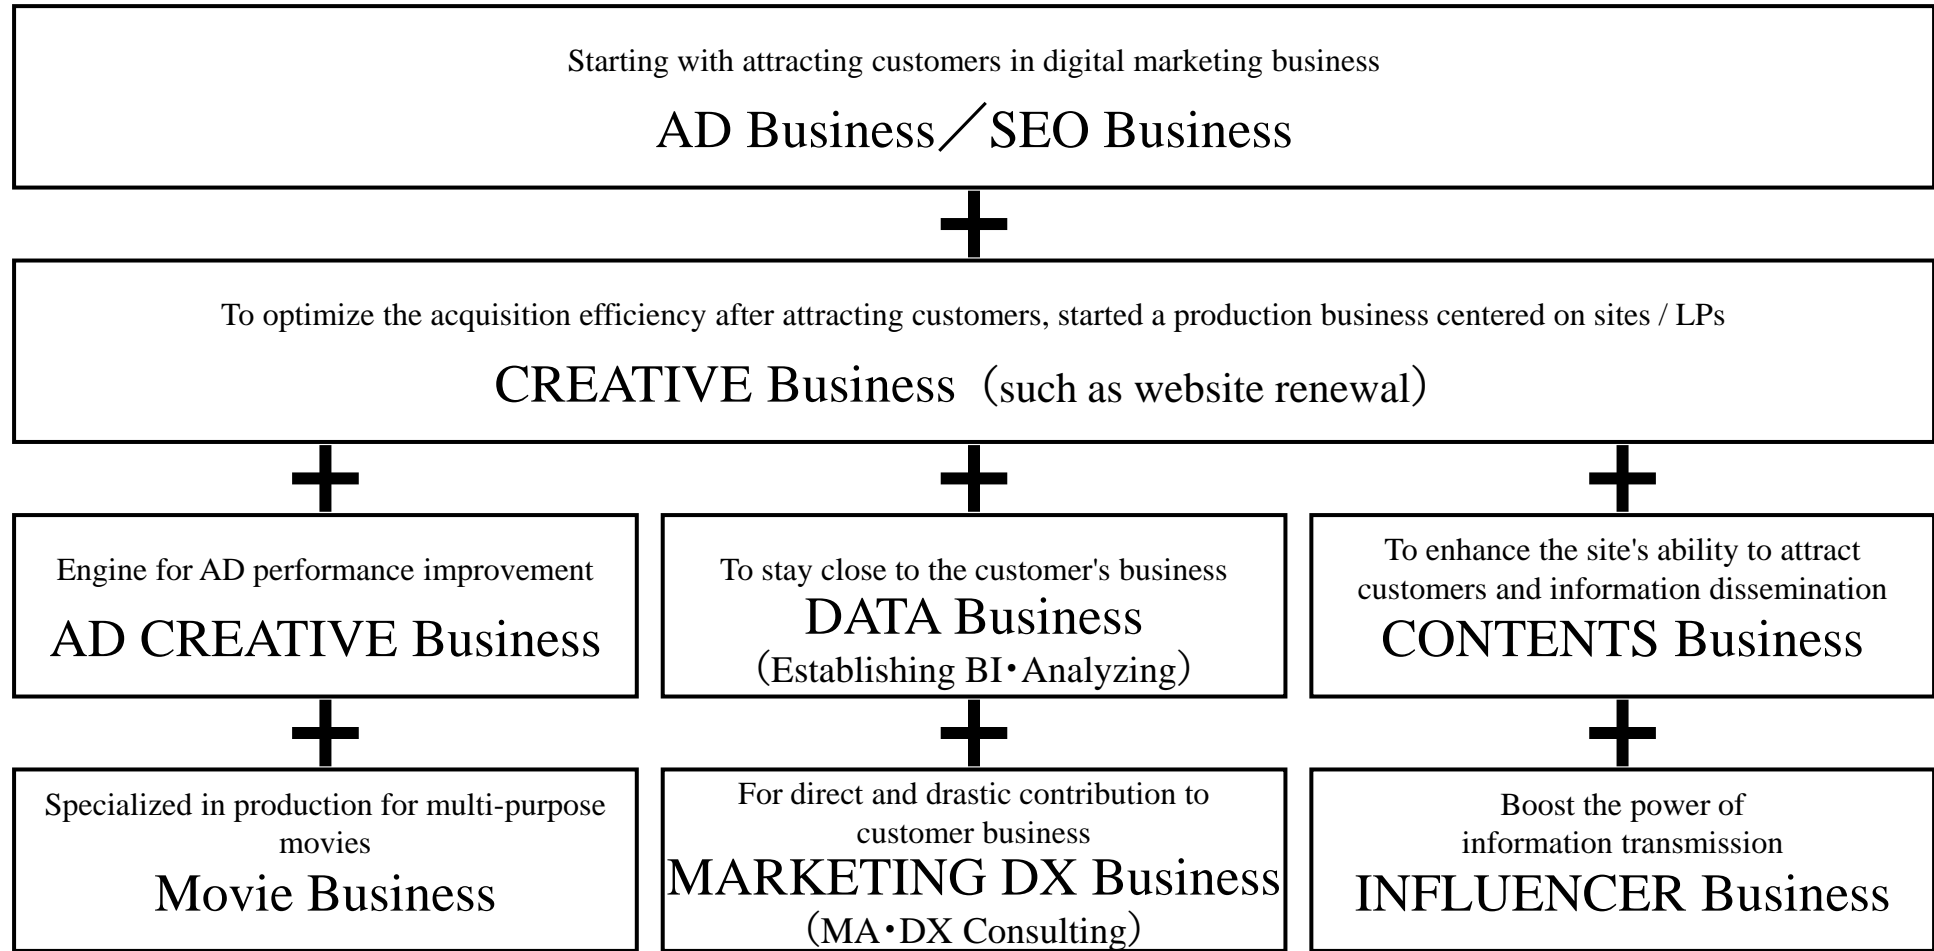 Starting with attracting customers in digital marketing business
AD Business／SEO Business
To optimize the acquisition efficiency after attracting customers, started a production business centered on sites / LPs
CREATIVE Business（such as website renewal）
Engine for AD performance improvement
AD CREATIVE Business
To stay close to the customer's business
DATA Business
（Establishing BI・Analyzing）
To enhance the site's ability to attract
customers and information dissemination
CONTENTS Business
Specialized in production for multi-purpose
movies
Movie Business
For direct and drastic contribution to
customer business
MARKETING DX Business
（MA・DX Consulting）
Boost the power of
information transmission
INFLUENCER Business